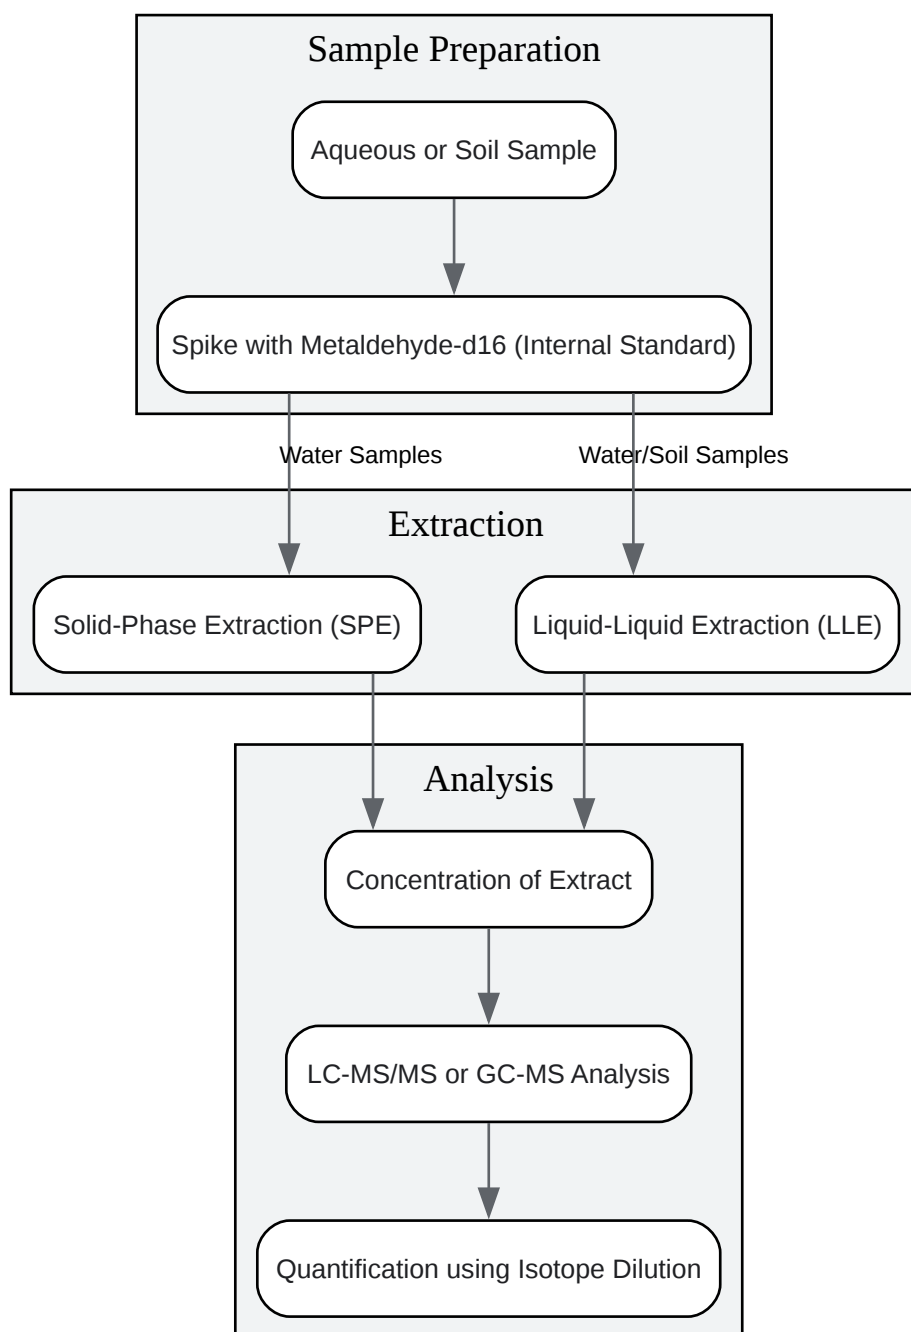 Sample Preparation
Aqueous or Soil Sample
Spike with Metaldehyde-d16 (Internal Standard)
Water Samples
Water/Soil Samples
Extraction
Solid-Phase Extraction (SPE)
Liquid-Liquid Extraction (LLE)
Analysis
Concentration of Extract
LC-MS/MS or GC-MS Analysis
Quantification using Isotope Dilution